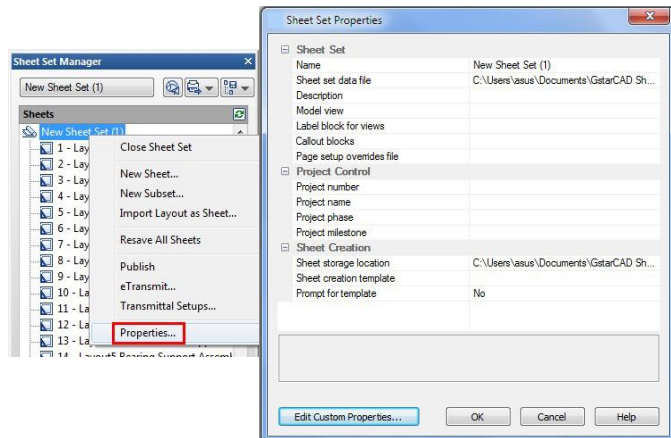 Sheet Set Manager
New Sheet Set (1)
Sheets
New Sheet Set (1)
1 - Lay
2 - Lay
3 - Lay
4 - Lay
5 - Lay
6 - Lay
7 - Lay
8 - Lay
9 - Lay
10 - La
11 - La
12 - La
13 - La
14 - Layout5 Bearing Support Assembl
Close Sheet Set
New Sheet...
New Subset...
Import Layout as Sheet...
Resave All Sheets
Publish
eTransmit...
Transmittal Setups...
Properties...
Sheet Set Properties
Sheet Set
Name New Sheet Set (1)
Sheet set data file C:\Users\asus\Documents\GstarCAD Sh...
Description
Model view
Label block for views
Callout blocks
Page setup overrides file
Project Control
Project number
Project name
Project phase
Project milestone
Sheet Creation
Sheet storage location C:\Users\asus\Documents\GstarCAD Sh...
Sheet creation template
Prompt for template No
Edit Custom Properties... OK Cancel Help